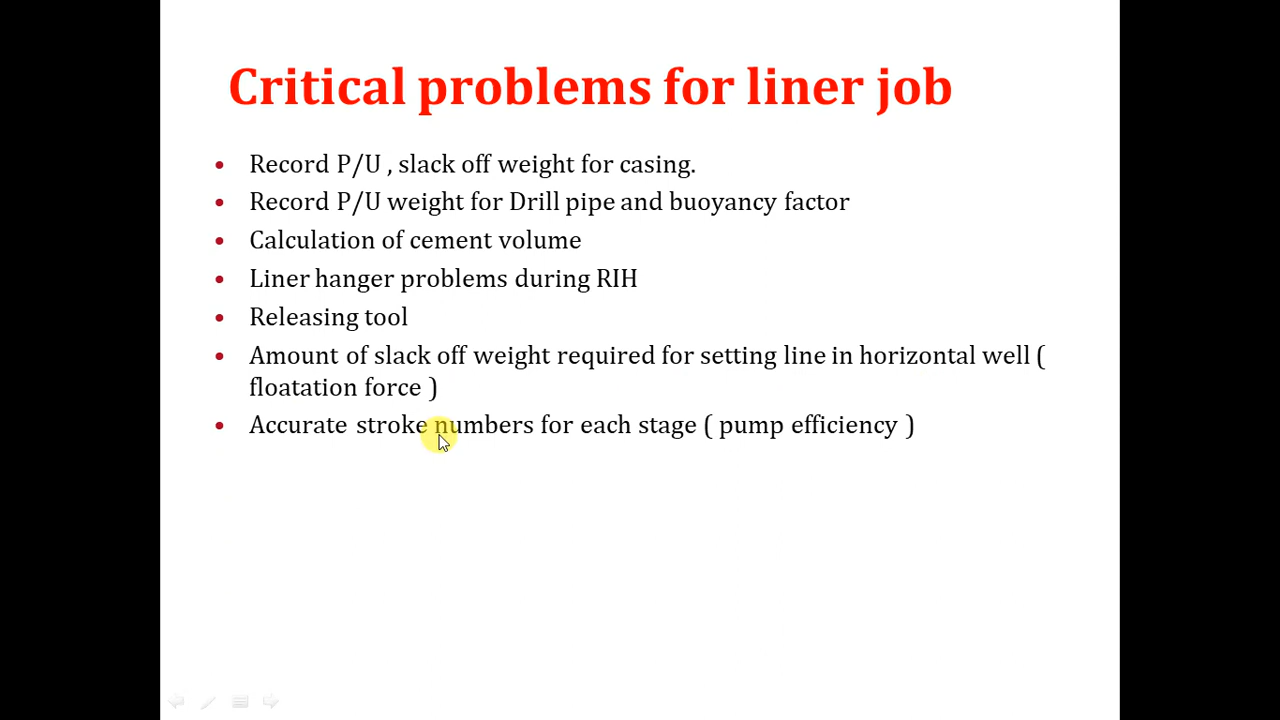 Critical problems for liner job
• Record P/U , slack off weight for casing.
• Record P/U weight for Drill pipe and buoyancy factor
• Calculation of cement volume
• Liner hanger problems during RIH
• Releasing tool
• Amount of slack off weight required for setting line in horizontal well (
floatation force )
• Accurate stroke numbers for each stage ( pump efficiency )